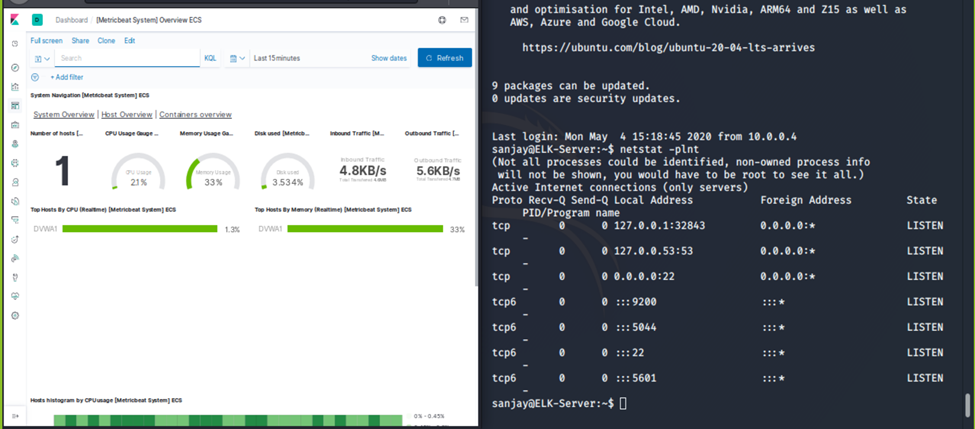 D Dashboard / [Metricbeat System] Overview ECS
Full screen Share Clone Edit
Search KQL Last 15 minutes Show dates Refresh
+ Add filter
System Navigation [Metricbeat System] ECS
System Overview | Host Overview | Containers overview
Number of hosts [... CPU Usage Gauge ... Memory Usage Ga... Disk used [Metricb... Inbound Traffic [M... Outbound Traffic [...
1
CPU Usage
2.1%
Memory Usage
33%
Disk used
3.534%
Inbound Traffic
4.8KB/s
Outbound Traffic
5.6KB/s
Top Hosts By CPU (Realtime) [Metricbeat System] ECS
DVWA1 1.3%
Top Hosts By Memory (Realtime) [Metricbeat System] ECS
DVWA1 33%
Hosts histogram by CPU usage [Metricbeat System] ECS
0% - 0.45%
and optimisation for Intel, AMD, Nvidia, ARM64 and Z15 as well as
AWS, Azure and Google Cloud.
https://ubuntu.com/blog/ubuntu-20-04-lts-arrives
9 packages can be updated.
0 updates are security updates.
Last login: Mon May  4 15:18:45 2020 from 10.0.0.4
sanjay@ELK-Server:~$ netstat -plnt
(Not all processes could be identified, non-owned process info
will not be shown, you would have to be root to see it all.)
Active Internet connections (only servers)
Proto Recv-Q Send-Q Local Address Foreign Address State
PID/Program name
tcp 0 0 127.0.0.1:32843 0.0.0.0:* LISTEN
-
tcp 0 0 127.0.0.53:53 0.0.0.0:* LISTEN
-
tcp 0 0 0.0.0.0:22 0.0.0.0:* LISTEN
-
tcp6 0 0 :::9200 :::* LISTEN
-
tcp6 0 0 :::5044 :::* LISTEN
-
tcp6 0 0 :::22 :::* LISTEN
-
tcp6 0 0 :::5601 :::* LISTEN
-
sanjay@ELK-Server:~$